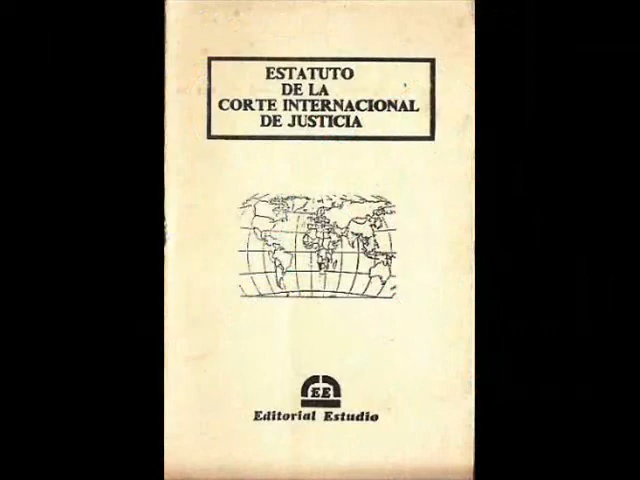 ESTATUTO
DE LA
CORTE INTERNACIONAL
DE JUSTICIA
EE
Editorial Estudio